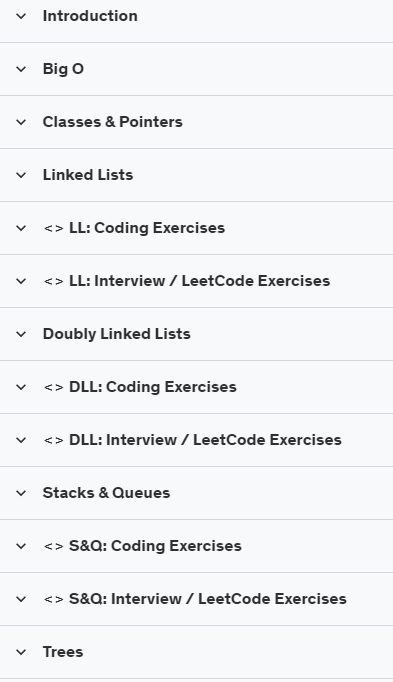 Introduction
Big O
Classes & Pointers
Linked Lists
<> LL: Coding Exercises
<> LL: Interview / LeetCode Exercises
Doubly Linked Lists
<> DLL: Coding Exercises
<> DLL: Interview / LeetCode Exercises
Stacks & Queues
<> S&Q: Coding Exercises
<> S&Q: Interview / LeetCode Exercises
Trees